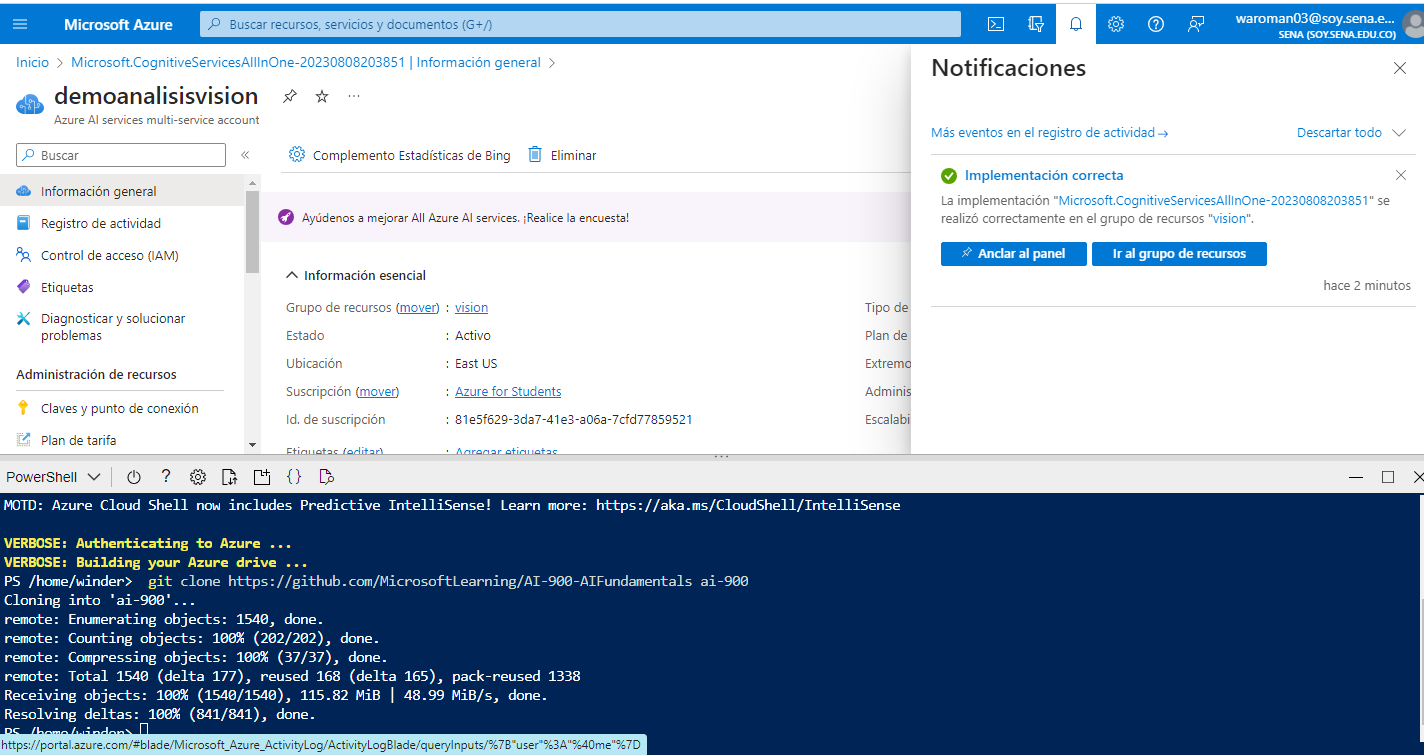 Microsoft Azure
Buscar recursos, servicios y documentos (G+/)
waroman03@soy.sena.e...
SENA (SOY.SENA.EDU.CO)
Inicio > Microsoft.CognitiveServicesAllInOne-20230808203851 | Información general >
demoanalisisvision
Azure AI services multi-service account
Buscar
«
Información general
Registro de actividad
Control de acceso (IAM)
Etiquetas
Diagnosticar y solucionar
problemas
Administración de recursos
Claves y punto de conexión
Plan de tarifa
Complemento Estadísticas de Bing
Eliminar
Ayúdenos a mejorar All Azure AI services. ¡Realice la encuesta!
Información esencial
Grupo de recursos (mover) : vision
Estado : Activo
Ubicación : East US
Suscripción (mover) : Azure for Students
Id. de suscripción : 81e5f629-3da7-41e3-a06a-7cfd77859521
Etiquetas (editar) : Agregar etiquetas
Tipo de
Plan de
Extremo
Adminis
Escalabi
Notificaciones
Más eventos en el registro de actividad →
Descartar todo
Implementación correcta
La implementación "Microsoft.CognitiveServicesAllInOne-20230808203851" se
realizó correctamente en el grupo de recursos "vision".
Anclar al panel
Ir al grupo de recursos
hace 2 minutos
PowerShell
MOTD: Azure Cloud Shell now includes Predictive IntelliSense! Learn more: https://aka.ms/CloudShell/IntelliSense
VERBOSE: Authenticating to Azure ...
VERBOSE: Building your Azure drive ...
PS /home/winder> git clone https://github.com/MicrosoftLearning/AI-900-AIFundamentals ai-900
Cloning into 'ai-900'...
remote: Enumerating objects: 1540, done.
remote: Counting objects: 100% (202/202), done.
remote: Compressing objects: 100% (37/37), done.
remote: Total 1540 (delta 177), reused 168 (delta 165), pack-reused 1338
Receiving objects: 100% (1540/1540), 115.82 MiB | 48.99 MiB/s, done.
Resolving deltas: 100% (841/841), done.
PS /home/winder>
https://portal.azure.com/#blade/Microsoft_Azure_ActivityLog/ActivityLogBlade/queryInputs/%7B"user"%3A"%40me"%7D